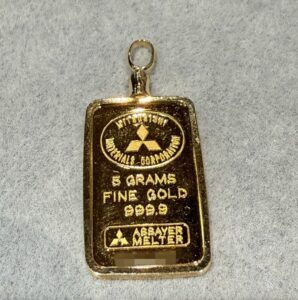 MITSUBISHI
MATERIALS CORPORATION
5 GRAMS
FINE GOLD
999.9
ASSAYER
MELTER